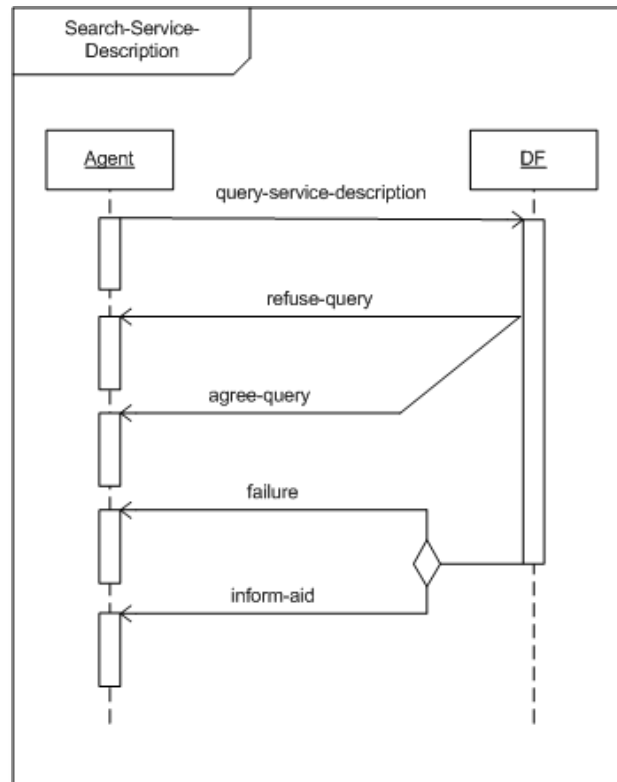 Search-Service-
Description
Agent
DF
query-service-description
refuse-query
agree-query
failure
inform-aid